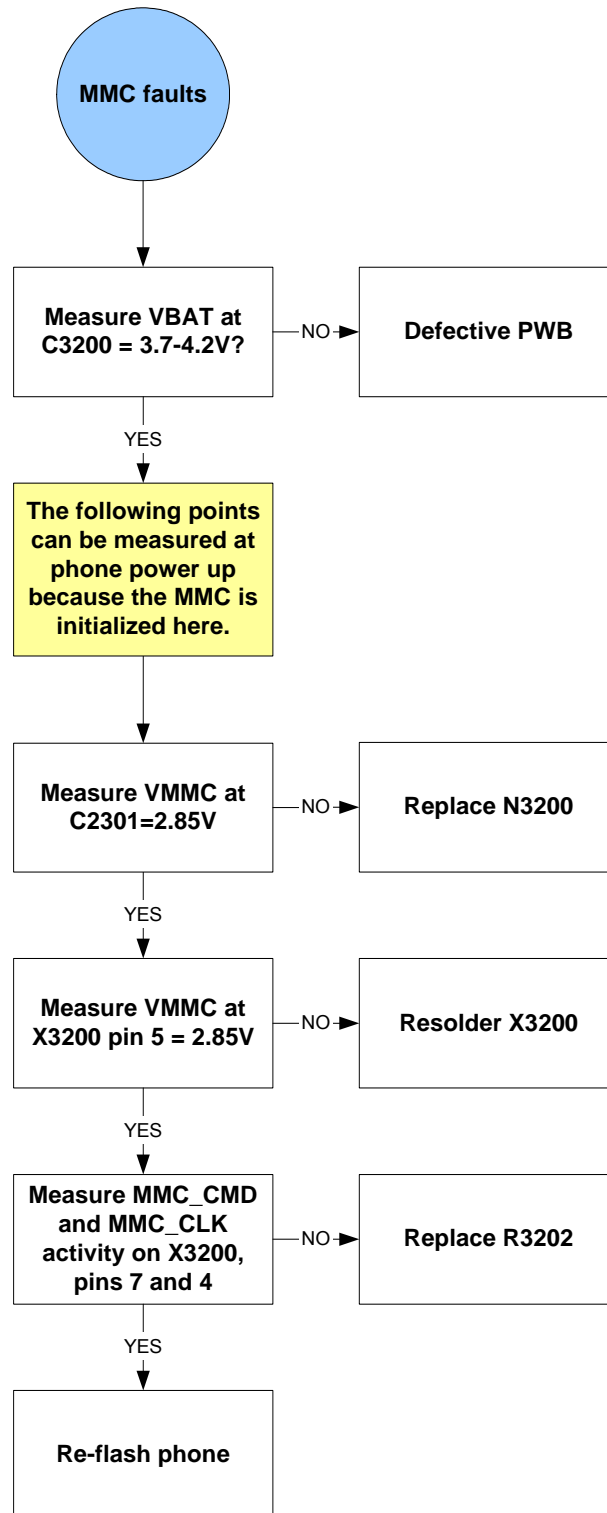 MMC faults
Measure VBAT at
C3200 = 3.7-4.2V?
NO
Defective PWB
YES
The following points
can be measured at
phone power up
because the MMC is
initialized here.
Measure VMMC at
C2301=2.85V
NO
Replace N3200
YES
Measure VMMC at
X3200 pin 5 = 2.85V
NO
Resolder X3200
YES
Measure MMC_CMD
and MMC_CLK
activity on X3200,
pins 7 and 4
NO
Replace R3202
YES
Re-flash phone